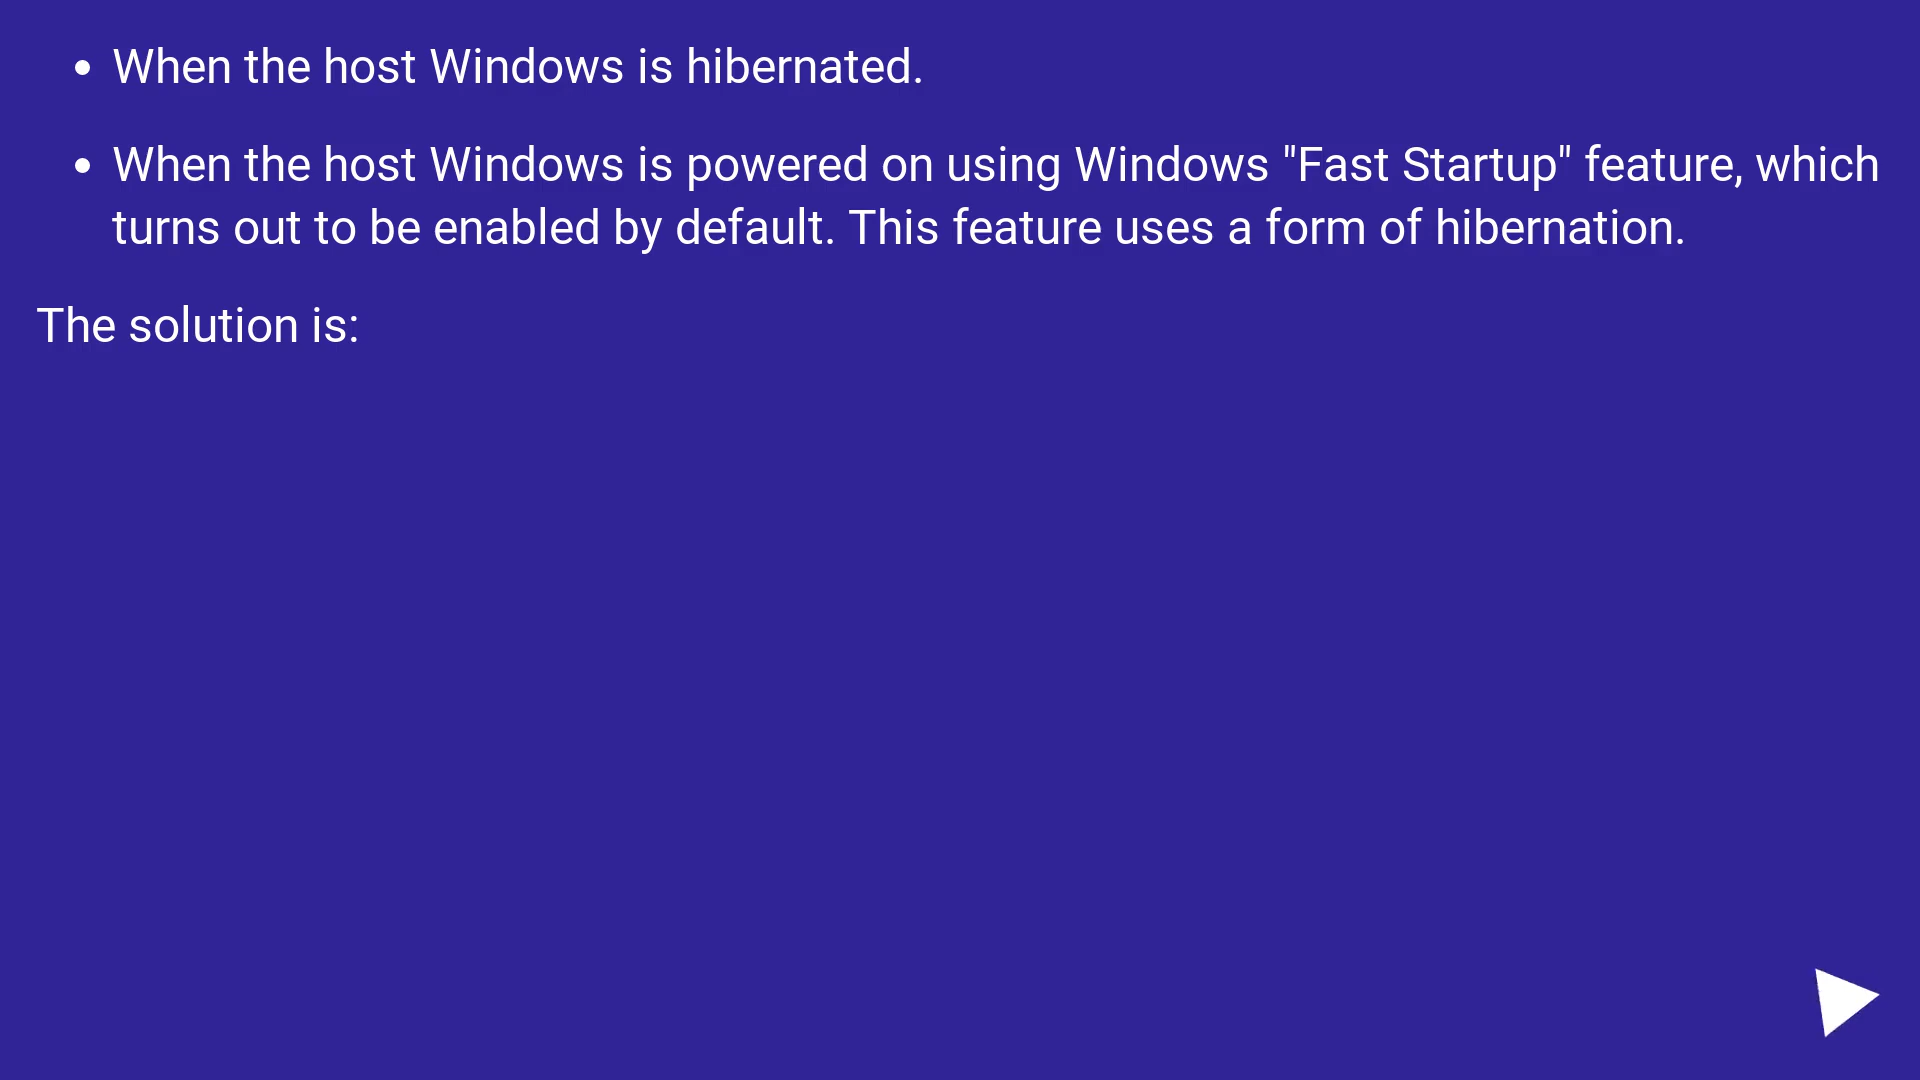 • When the host Windows is hibernated.
• When the host Windows is powered on using Windows "Fast Startup" feature, which
turns out to be enabled by default. This feature uses a form of hibernation.
The solution is: